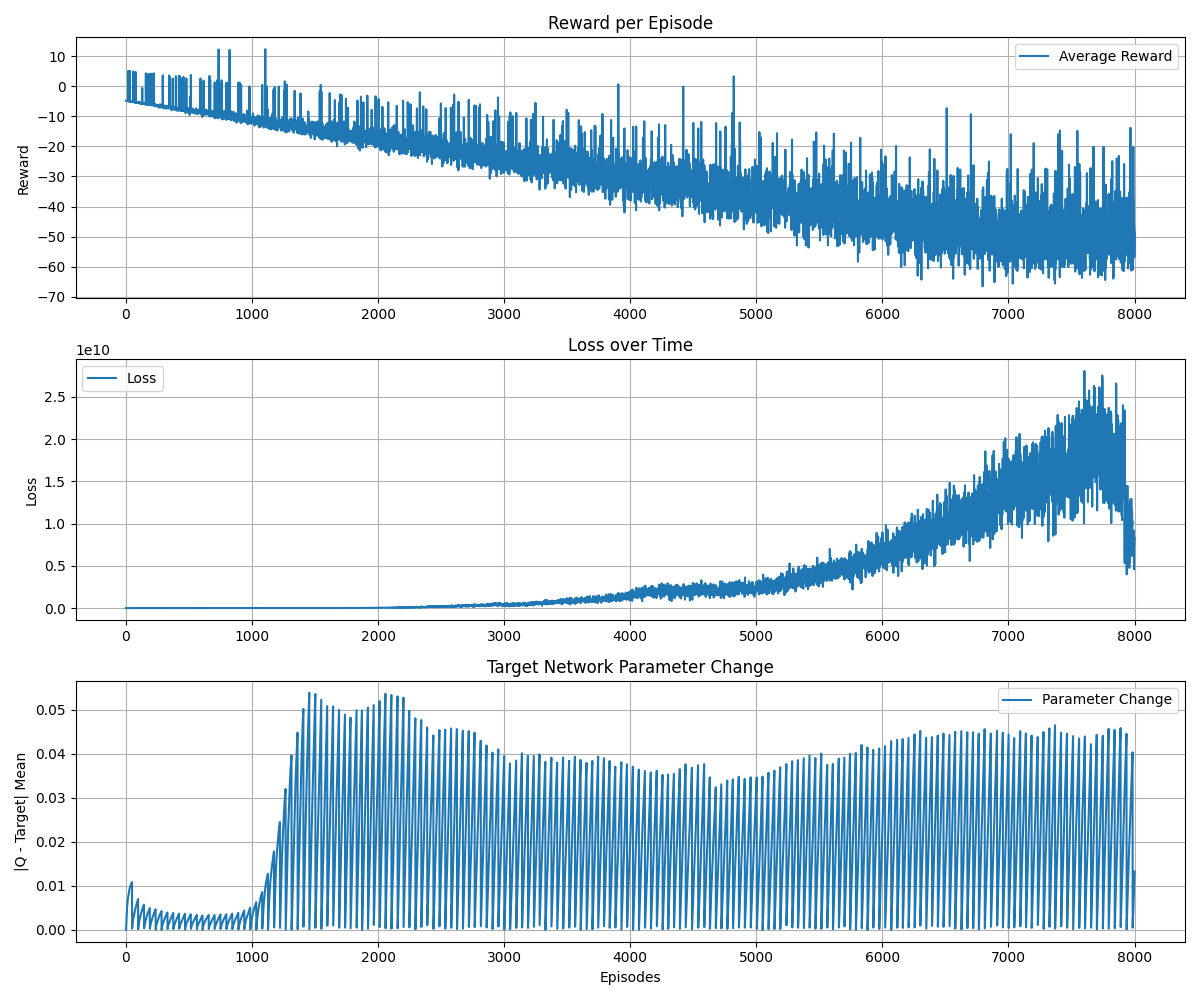 Reward per Episode
Average Reward
Reward
10
0
−10
−20
−30
−40
−50
−60
−70
0 1000 2000 3000 4000 5000 6000 7000 8000
Loss over Time
1e10
Loss
Loss
2.5
2.0
1.5
1.0
0.5
0.0
0 1000 2000 3000 4000 5000 6000 7000 8000
Target Network Parameter Change
Parameter Change
|Q - Target| Mean
0.05
0.04
0.03
0.02
0.01
0.00
0 1000 2000 3000 4000 5000 6000 7000 8000
Episodes